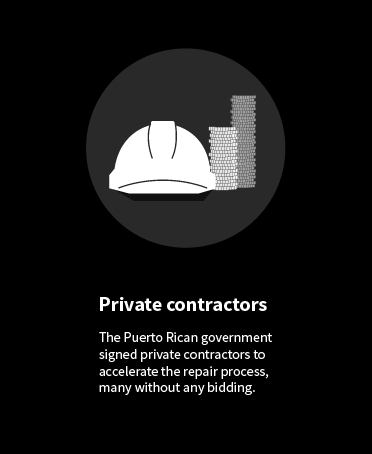 Private contractors
The Puerto Rican government
signed private contractors to
accelerate the repair process,
many without any bidding.